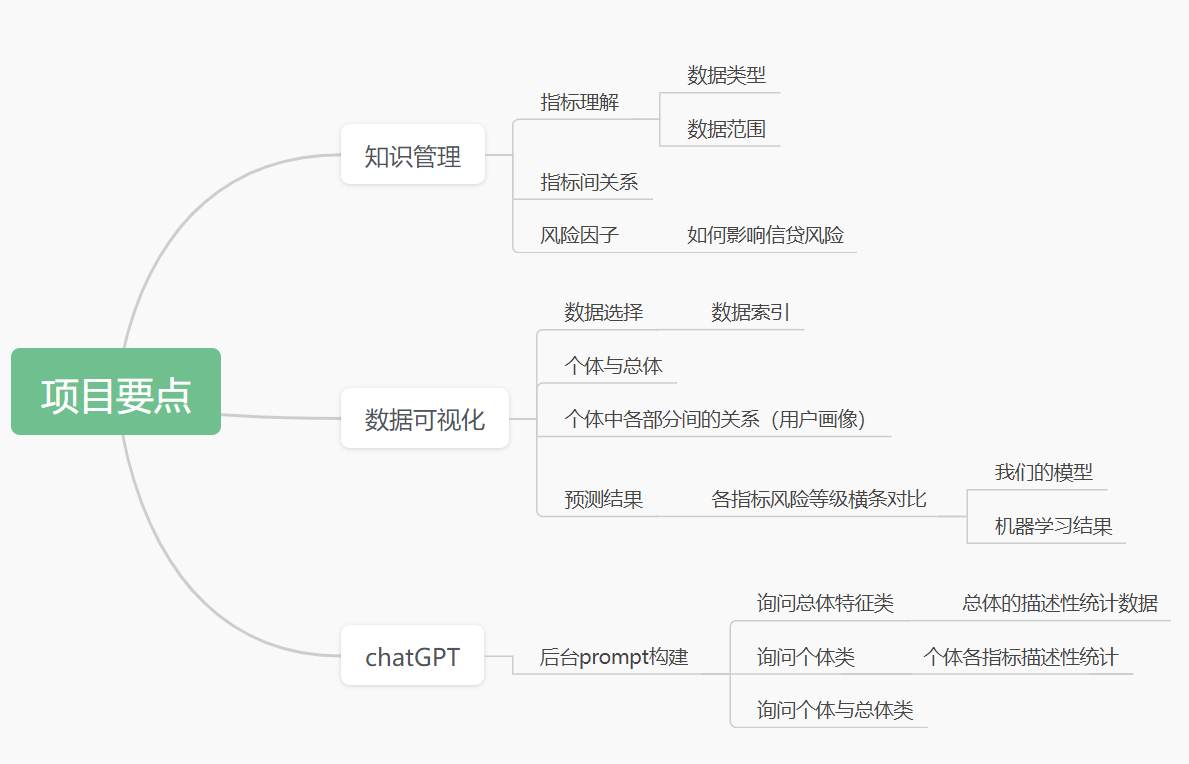 项目要点
知识管理
指标理解
数据类型
数据范围
指标间关系
风险因子
如何影响信贷风险
数据可视化
数据选择
数据索引
个体与总体
个体中各部分间的关系（用户画像）
预测结果
各指标风险等级横条对比
我们的模型
机器学习结果
chatGPT
后台prompt构建
询问总体特征类
总体的描述性统计数据
询问个体类
个体各指标描述性统计
询问个体与总体类